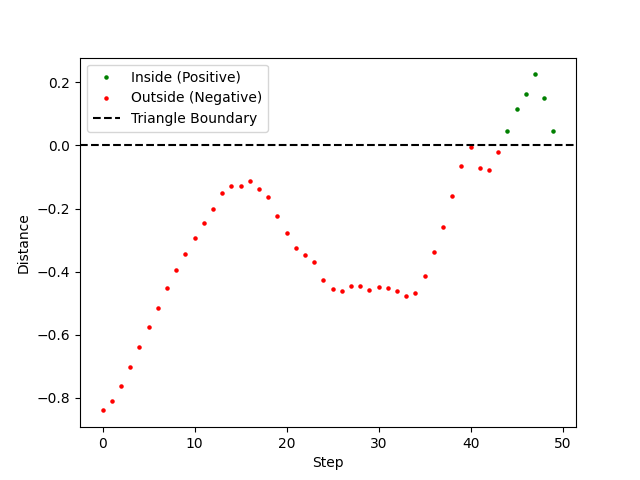 Inside (Positive)
Outside (Negative)
Triangle Boundary
0.2
0.0
−0.2
−0.4
−0.6
−0.8
Distance
0 10 20 30 40 50
Step